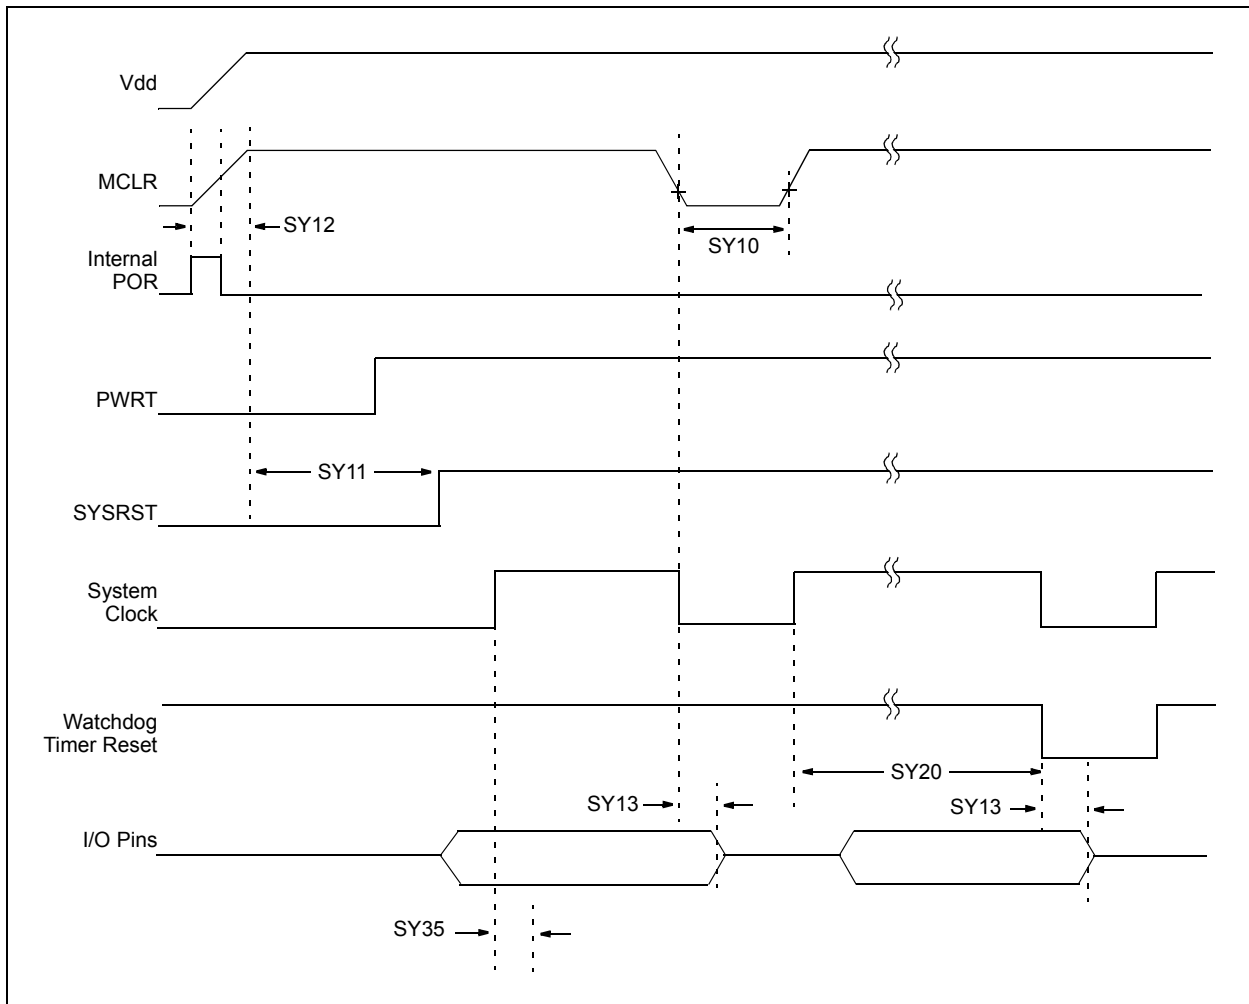 Vdd
MCLR
SY12
SY10
Internal
POR
PWRT
SY11
SYSRST
System
Clock
Watchdog
Timer Reset
SY20
SY13
SY13
I/O Pins
SY35